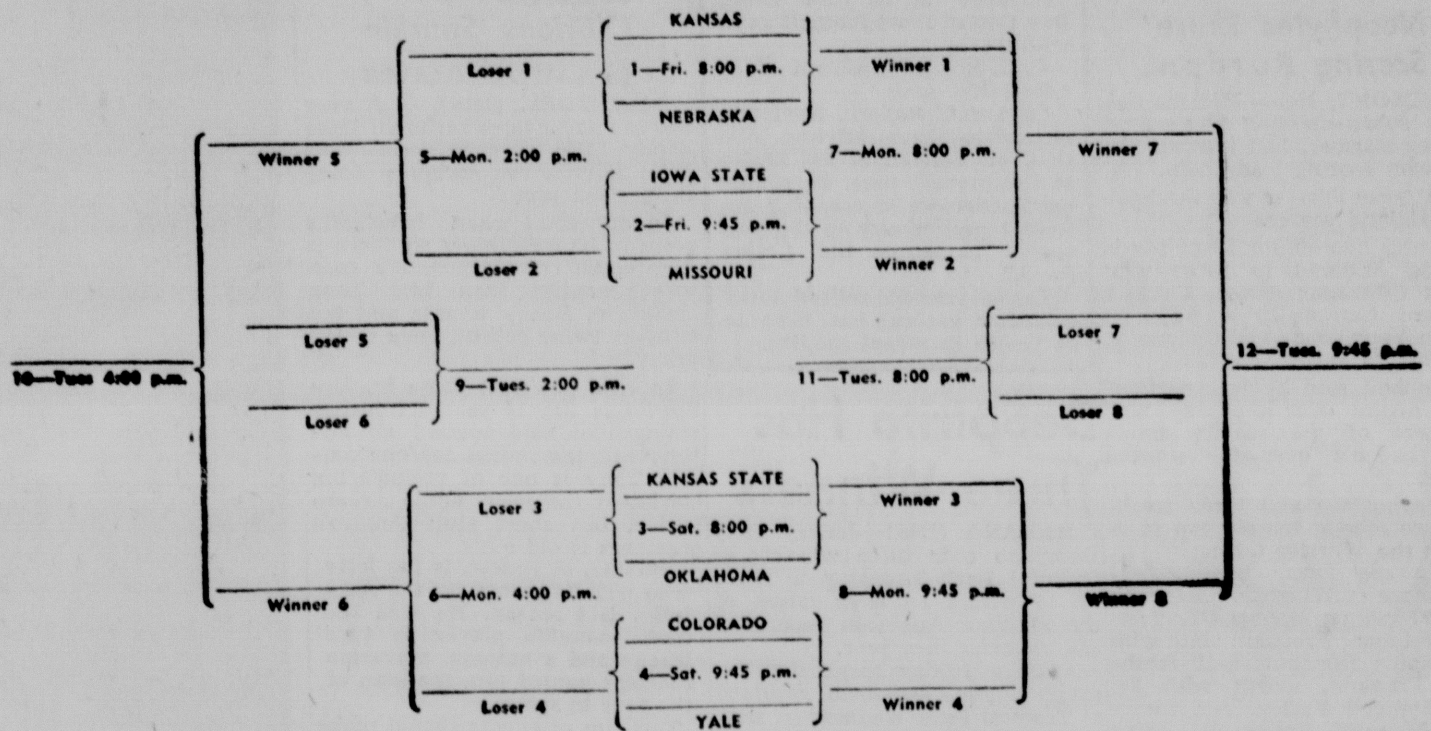 KANSAS
Loser 1
1—Fri. 8:00 p.m.
Winner 1
NEBRASKA
Winner 5
5—Mon. 2:00 p.m.
7—Mon. 8:00 p.m.
Winner 7
IOWA STATE
2—Fri. 9:45 p.m.
Loser 2
MISSOURI
Winner 2
Loser 5
Loser 7
10—Tues 4:00 p.m.
9—Tues. 2:00 p.m.
11—Tues. 8:00 p.m.
12—Tues. 9:45 p.m.
Loser 6
Loser 8
KANSAS STATE
Loser 3
3—Sat. 8:00 p.m.
Winner 3
OKLAHOMA
Winner 6
6—Mon. 4:00 p.m.
8—Mon. 9:45 p.m.
Winner 8
COLORADO
4—Sat. 9:45 p.m.
Loser 4
YALE
Winner 4